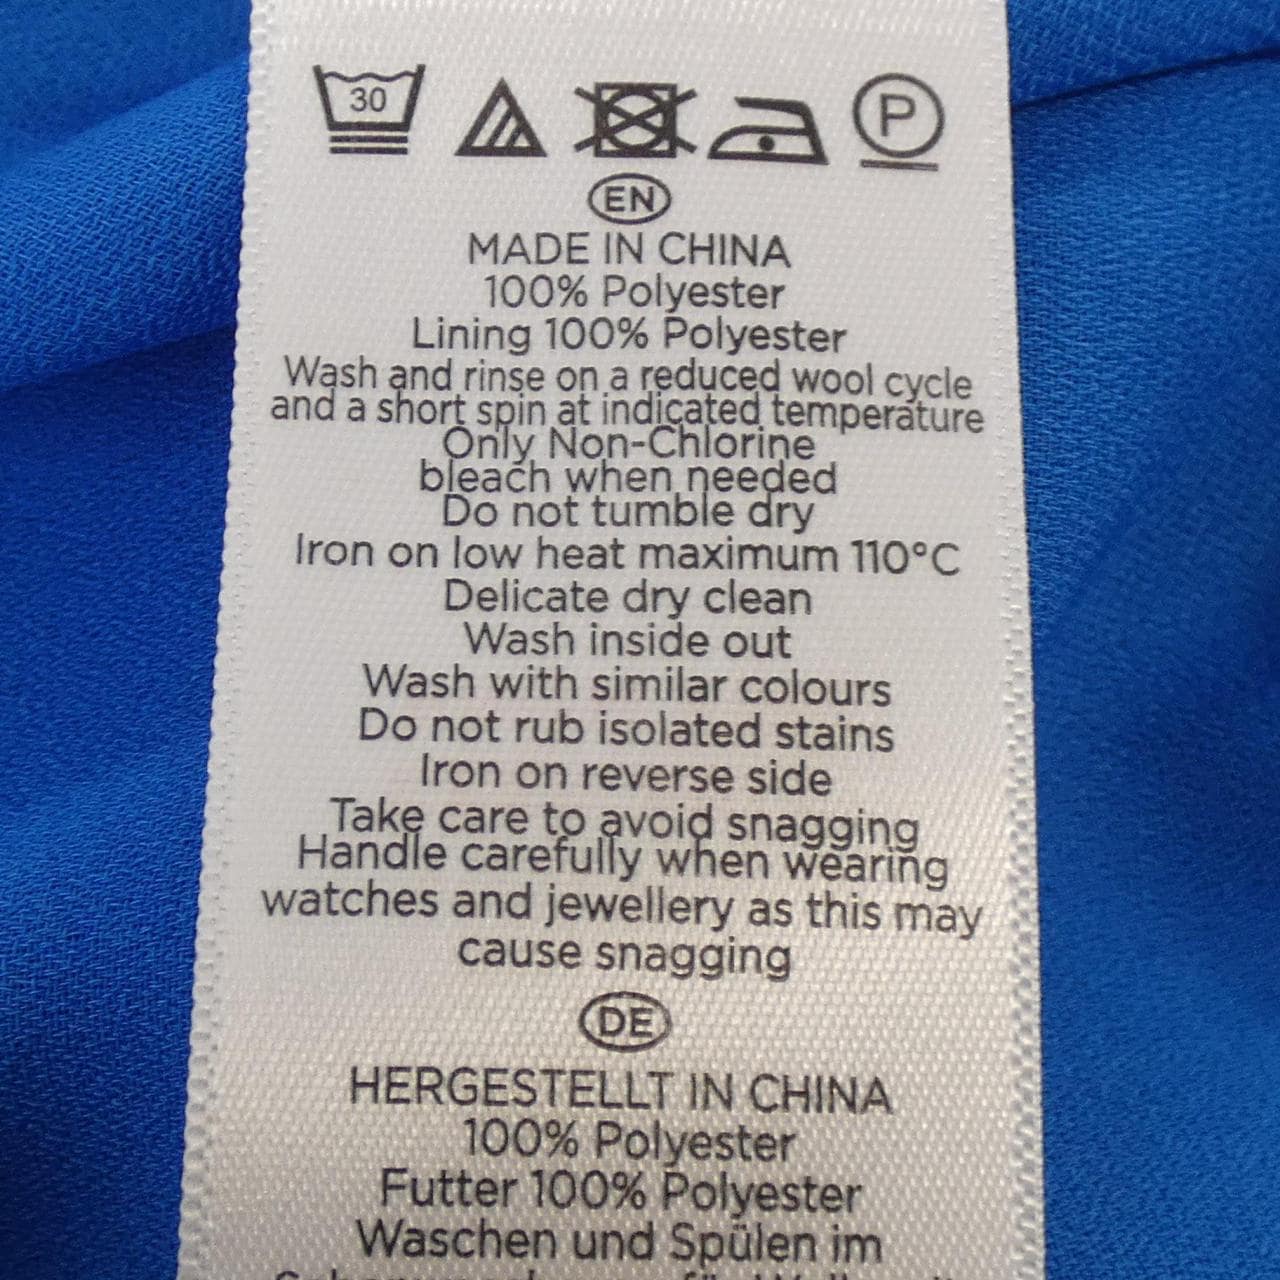 30
P
EN
MADE IN CHINA
100% Polyester
Lining 100% Polyester
Wash and rinse on a reduced wool cycle
and a short spin at indicated temperature
Only Non-Chlorine
bleach when needed
Do not tumble dry
Iron on low heat maximum 110°C
Delicate dry clean
Wash inside out
Wash with similar colours
Do not rub isolated stains
Iron on reverse side
Take care to avoid snagging
Handle carefully when wearing
watches and jewellery as this may
cause snagging
DE
HERGESTELLT IN CHINA
100% Polyester
Futter 100% Polyester
Waschen und Spülen im